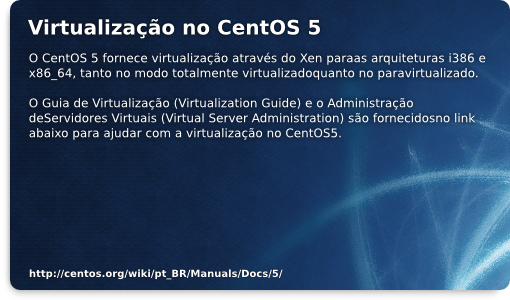 Virtualização no CentOS 5
O CentOS 5 fornece virtualização através do Xen paraas arquiteturas i386 e
x86_64, tanto no modo totalmente virtualizadoquanto no paravirtualizado.
O Guia de Virtualização (Virtualization Guide) e o Administração
deServidores Virtuais (Virtual Server Administration) são fornecidosno link
abaixo para ajudar com a virtualização no CentOS5.
http://centos.org/wiki/pt_BR/Manuals/Docs/5/